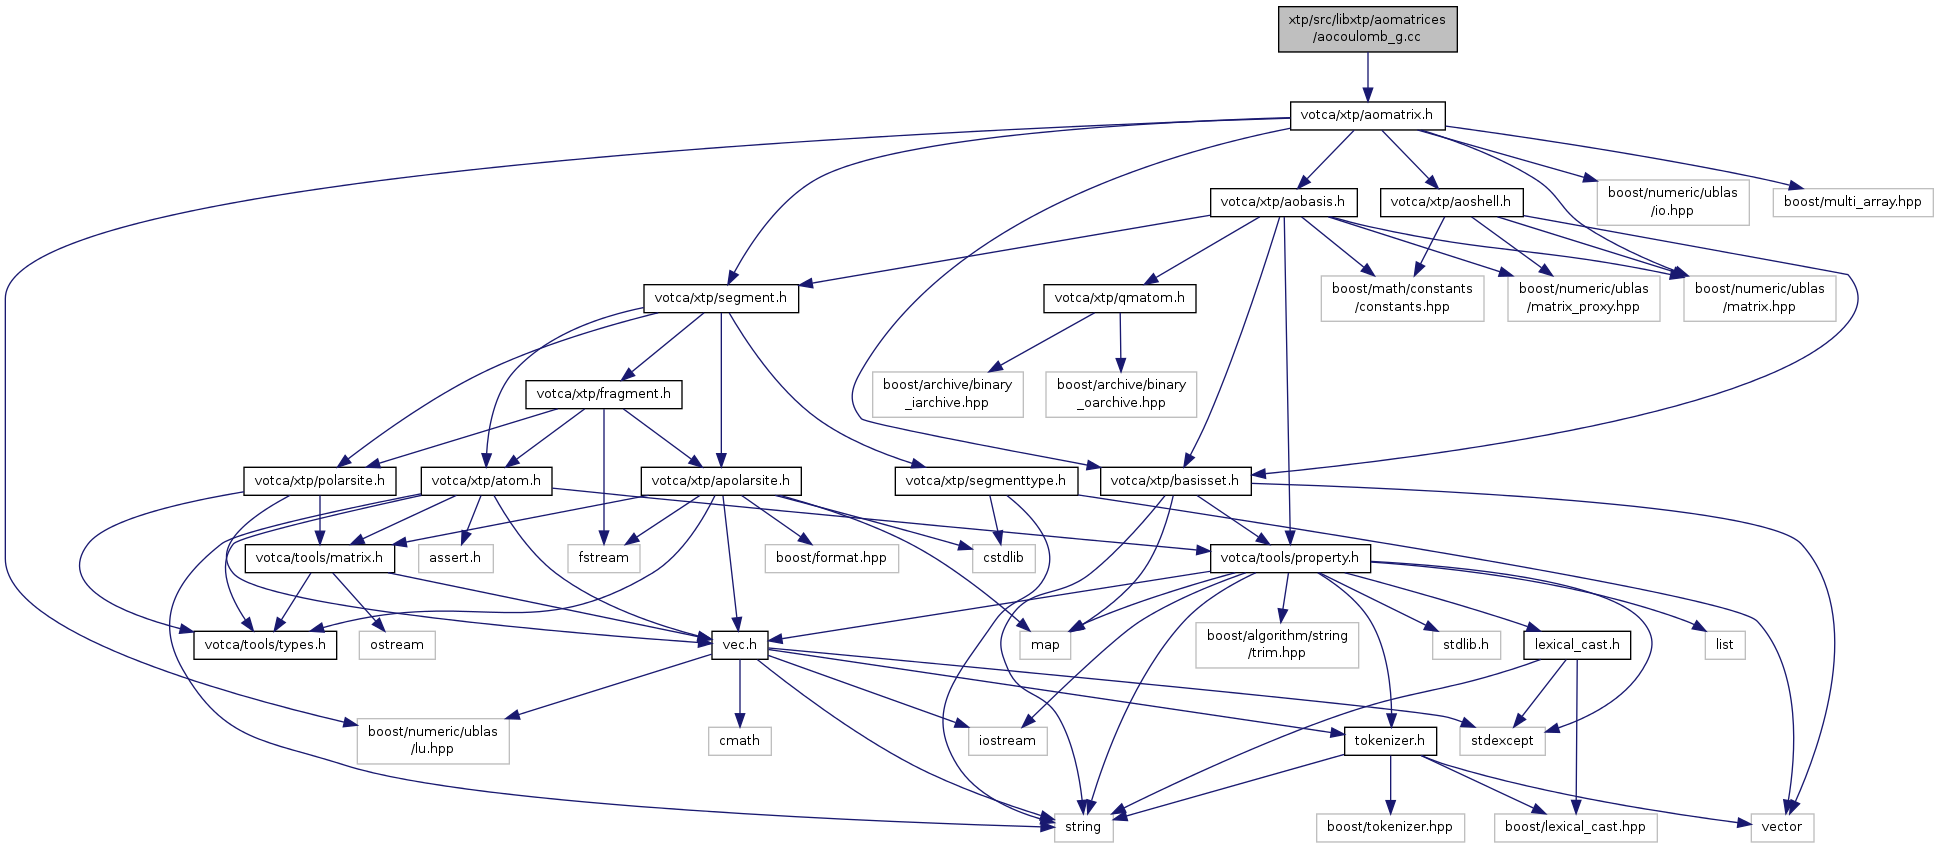 xtp/src/libxtp/aomatrices
/aocoulomb_g.cc
votca/xtp/aomatrix.h
votca/xtp/aobasis.h
votca/xtp/aoshell.h
boost/numeric/ublas
/io.hpp
boost/multi_array.hpp
votca/xtp/segment.h
votca/xtp/qmatom.h
boost/math/constants
/constants.hpp
boost/numeric/ublas
/matrix_proxy.hpp
boost/numeric/ublas
/matrix.hpp
votca/xtp/fragment.h
boost/archive/binary
_iarchive.hpp
boost/archive/binary
_oarchive.hpp
votca/xtp/polarsite.h
votca/xtp/atom.h
votca/xtp/apolarsite.h
votca/xtp/segmenttype.h
votca/xtp/basisset.h
votca/tools/matrix.h
assert.h
fstream
boost/format.hpp
cstdlib
votca/tools/property.h
votca/tools/types.h
ostream
vec.h
map
boost/algorithm/string
/trim.hpp
stdlib.h
lexical_cast.h
list
boost/numeric/ublas
/lu.hpp
cmath
iostream
tokenizer.h
stdexcept
string
boost/tokenizer.hpp
boost/lexical_cast.hpp
vector